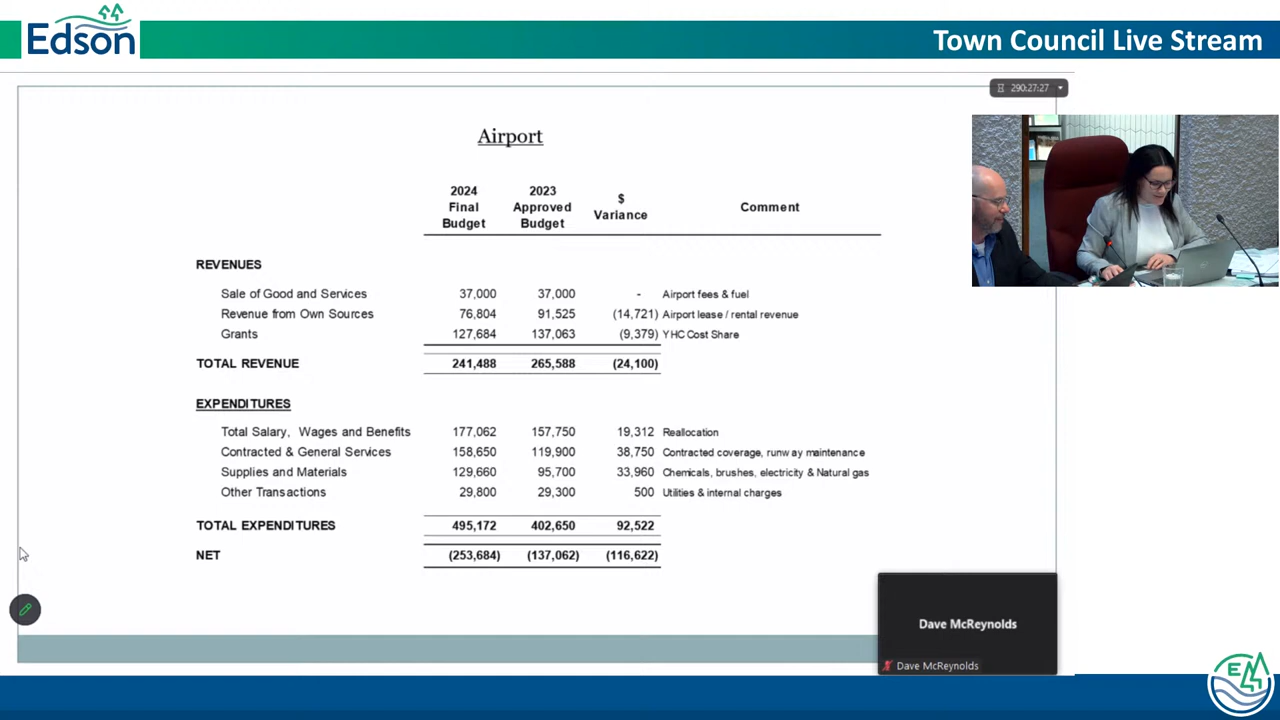 Edson
Town Council Live Stream
290:27:27
Airport
2024 Final Budget
2023 Approved Budget
$ Variance
Comment
REVENUES
Sale of Good and Services 37,000 37,000 - Airport fees & fuel
Revenue from Own Sources 76,804 91,525 (14,721) Airport lease / rental revenue
Grants 127,684 137,063 (9,379) YHC Cost Share
TOTAL REVENUE 241,488 265,588 (24,100)
EXPENDITURES
Total Salary, Wages and Benefits 177,062 157,750 19,312 Reallocation
Contracted & General Services 158,650 119,900 38,750 Contracted coverage, runway maintenance
Supplies and Materials 129,660 95,700 33,960 Chemicals, brushes, electricity & Natural gas
Other Transactions 29,800 29,300 500 Utilities & internal charges
TOTAL EXPENDITURES 495,172 402,650 92,522
NET (253,684) (137,062) (116,622)
Dave McReynolds
Dave McReynolds